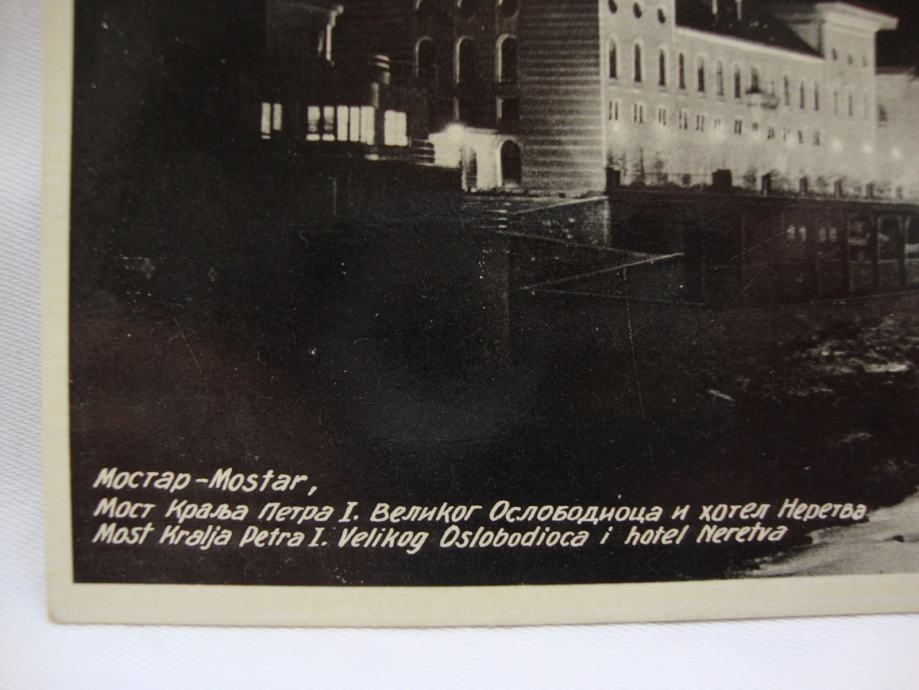 Мостар-Mostar,
Мост Краља Петра I. Великог Ослободиоца и хотел Неретва
Most Kralja Petra I. Velikog Oslobodioca i hotel Neretva